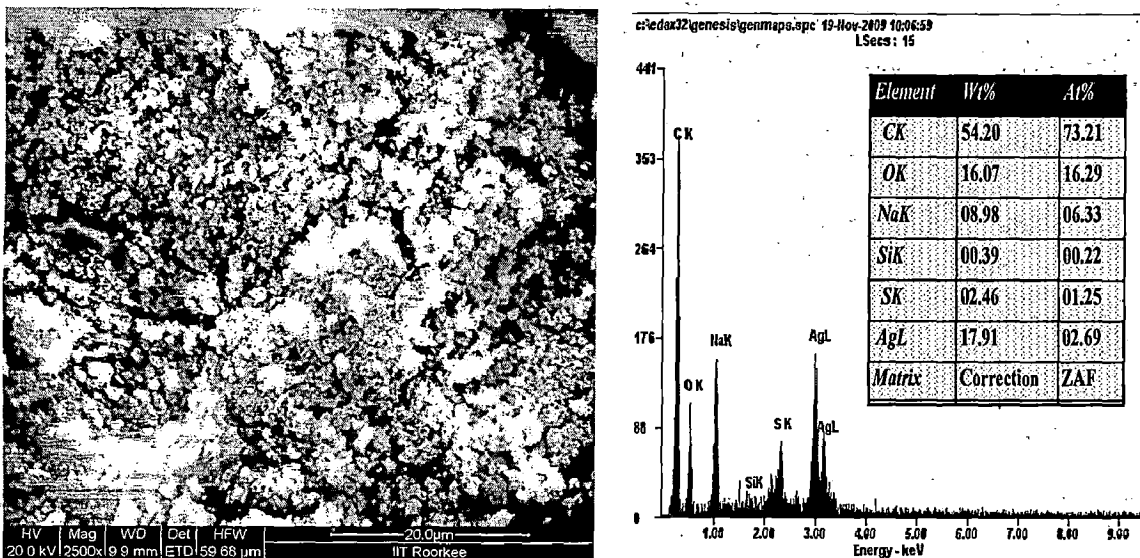 HV Mag WD Det HFW 20.0µm
20.0 kV 2500x 9.9 mm ETD 59.68 µm IIT Roorkee
c:\edax32\genesis\genmaps.spc 19-Nov-2009 10:06:59
LSecs : 15
441
353
264
176
88
0
C K
O K
NaK
SiK
S K
AgL
AgL
1.00 2.00 3.00 4.00 5.00 6.00 7.00 8.00 9.00
Energy - keV
Element Wt% At%
CK 54.20 73.21
OK 16.07 16.29
NaK 08.98 06.33
SiK 00.39 00.22
SK 02.46 01.25
AgL 17.91 02.69
Matrix Correction ZAF